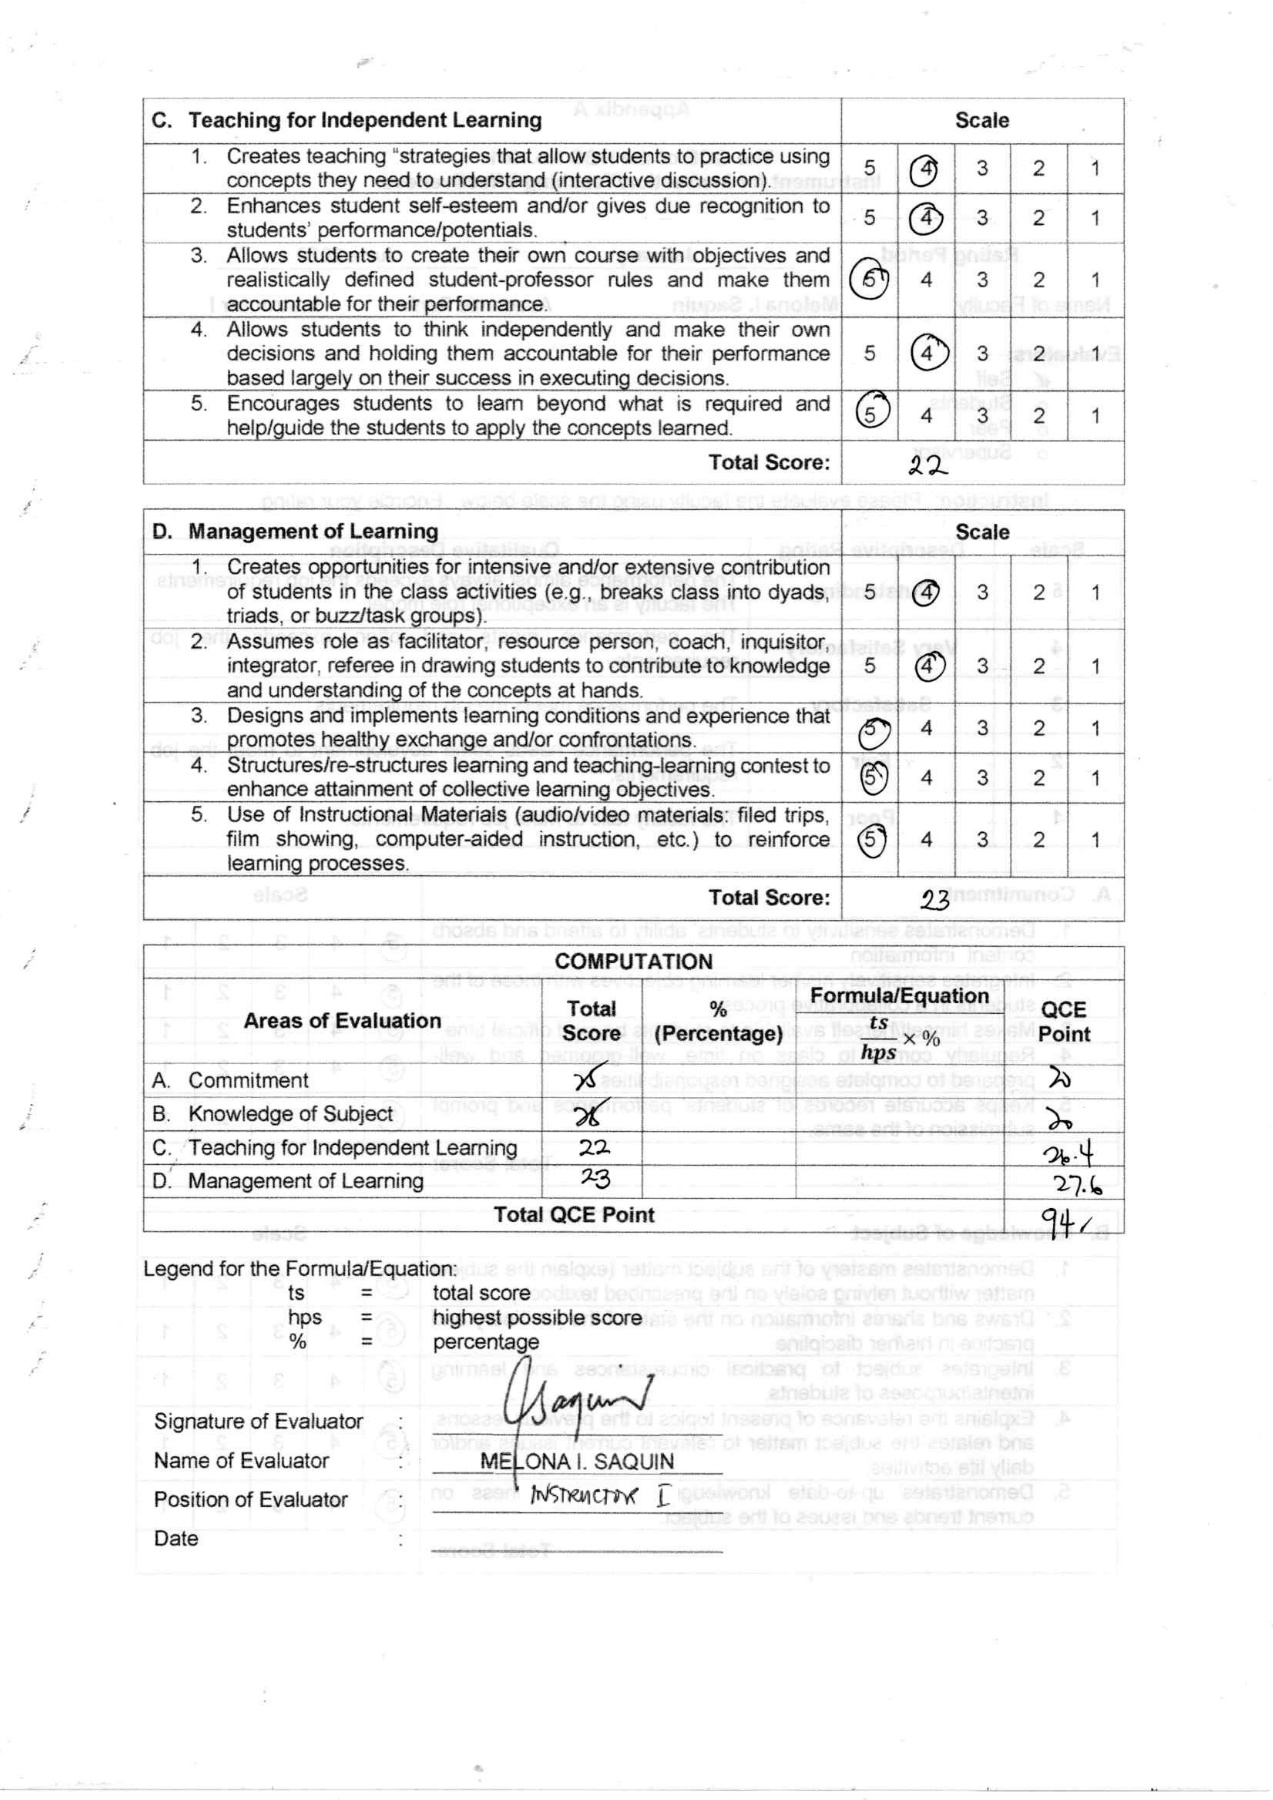 C. Teaching for Independent Learning Scale
1. Creates teaching "strategies that allow students to practice using
concepts they need to understand (interactive discussion). 5 4 3 2 1
2. Enhances student self-esteem and/or gives due recognition to
students' performance/potentials. 5 4 3 2 1
3. Allows students to create their own course with objectives and
realistically defined student-professor rules and make them 5 4 3 2 1
accountable for their performance.
4. Allows students to think independently and make their own
decisions and holding them accountable for their performance 5 4 3 2 1
based largely on their success in executing decisions.
5. Encourages students to learn beyond what is required and
help/guide the students to apply the concepts learned. 5 4 3 2 1
Total Score: 22
D. Management of Learning Scale
1. Creates opportunities for intensive and/or extensive contribution
of students in the class activities (e.g., breaks class into dyads, 5 4 3 2 1
triads, or buzz/task groups).
2. Assumes role as facilitator, resource person, coach, inquisitor,
integrator, referee in drawing students to contribute to knowledge 5 4 3 2 1
and understanding of the concepts at hands.
3. Designs and implements learning conditions and experience that
promotes healthy exchange and/or confrontations. 5 4 3 2 1
4. Structures/re-structures learning and teaching-learning contest to
enhance attainment of collective learning objectives. 5 4 3 2 1
5. Use of Instructional Materials (audio/video materials: filed trips,
film showing, computer-aided instruction, etc.) to reinforce 5 4 3 2 1
learning processes.
Total Score: 23
COMPUTATION
Areas of Evaluation Total Score % (Percentage) Formula/Equation ts/hps × % QCE Point
A. Commitment 25 20
B. Knowledge of Subject 20
C. Teaching for Independent Learning 22 26.4
D. Management of Learning 23 27.6
Total QCE Point 94
Legend for the Formula/Equation:
ts = total score
hps = highest possible score
% = percentage
Signature of Evaluator : Saquin
Name of Evaluator : MELONA I. SAQUIN
Position of Evaluator : INSTRUCTOR I
Date :